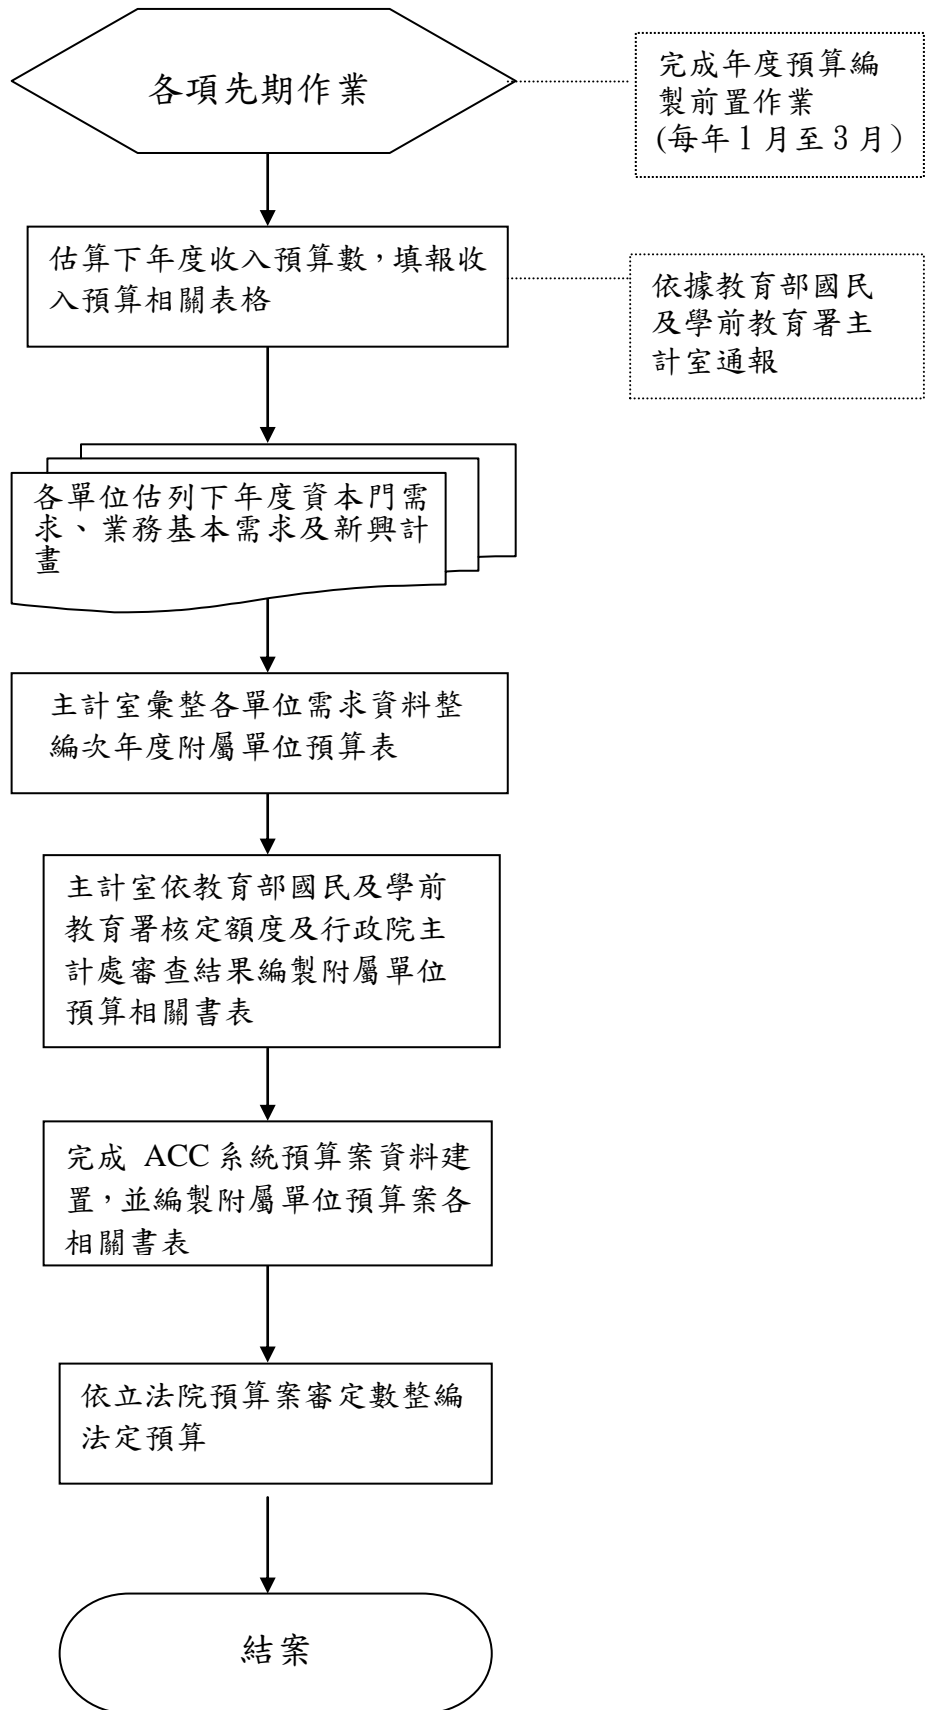 各項先期作業
完成年度預算編
製前置作業
(每年1月至3月)
估算下年度收入預算數，填報收
入預算相關表格
依據教育部國民
及學前教育署主
計室通報
各單位估列下年度資本門需
求、業務基本需求及新興計
畫
主計室彙整各單位需求資料整
編次年度附屬單位預算表
主計室依教育部國民及學前
教育署核定額度及行政院主
計處審查結果編製附屬單位
預算相關書表
完成 ACC 系統預算案資料建
置，並編製附屬單位預算案各
相關書表
依立法院預算案審定數整編
法定預算
結案